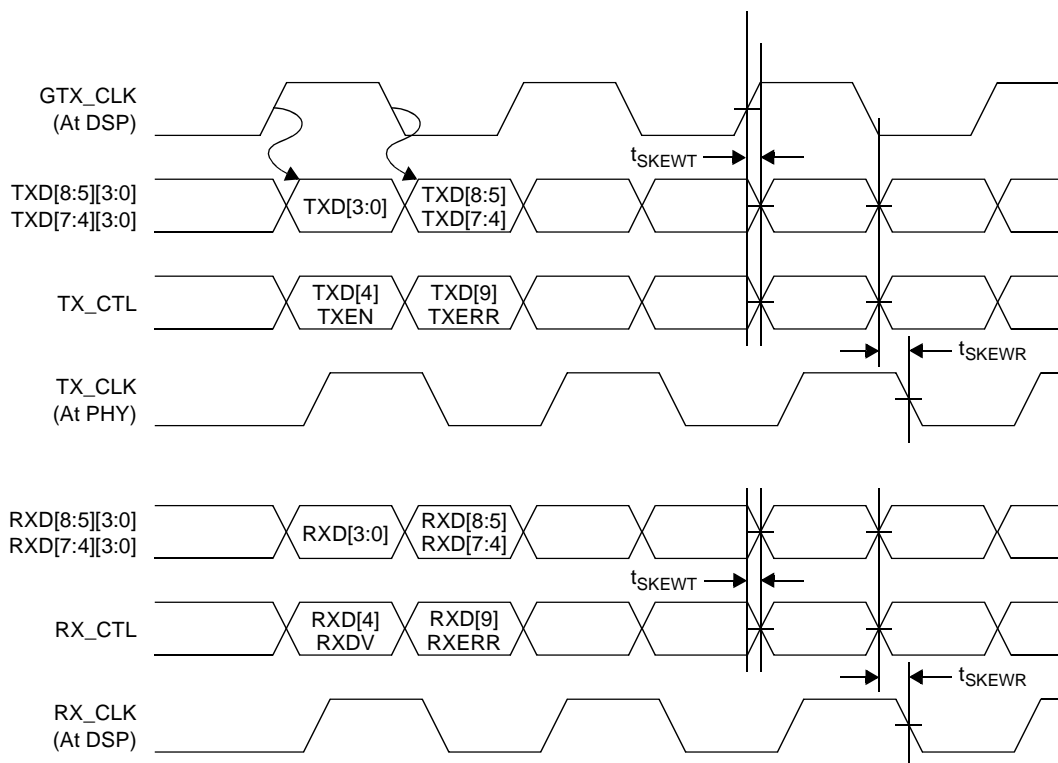 GTX_CLK
(At DSP)
tSKEWT
TXD[8:5][3:0]
TXD[7:4][3:0]
TXD[3:0]
TXD[8:5]
TXD[7:4]
TX_CTL
TXD[4]
TXEN
TXD[9]
TXERR
tSKEWR
TX_CLK
(At PHY)
RXD[8:5][3:0]
RXD[7:4][3:0]
RXD[3:0]
RXD[8:5]
RXD[7:4]
tSKEWT
RX_CTL
RXD[4]
RXDV
RXD[9]
RXERR
tSKEWR
RX_CLK
(At DSP)